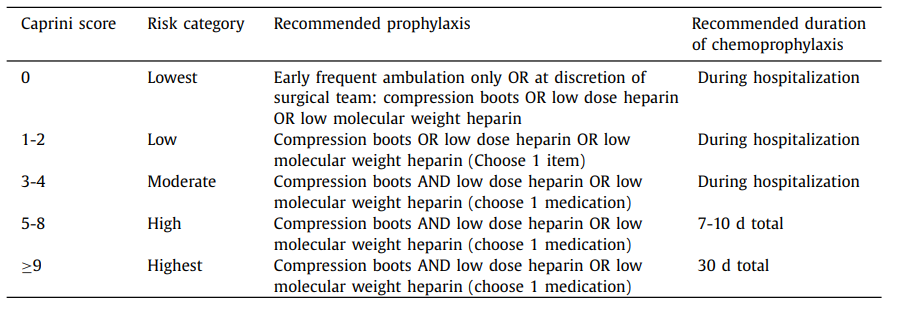 Caprini score Risk category Recommended prophylaxis Recommended duration
of chemoprophylaxis
0 Lowest Early frequent ambulation only OR at discretion of During hospitalization
surgical team: compression boots OR low dose heparin
OR low molecular weight heparin
1-2 Low Compression boots OR low dose heparin OR low During hospitalization
molecular weight heparin (Choose 1 item)
3-4 Moderate Compression boots AND low dose heparin OR low During hospitalization
molecular weight heparin (choose 1 medication)
5-8 High Compression boots AND low dose heparin OR low 7-10 d total
molecular weight heparin (choose 1 medication)
≥9 Highest Compression boots AND low dose heparin OR low 30 d total
molecular weight heparin (choose 1 medication)